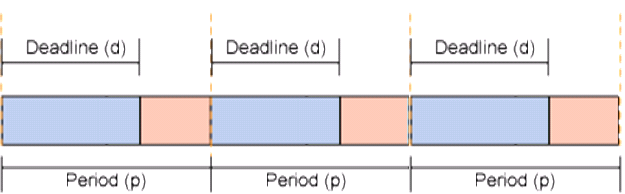 Deadline (d) Deadline (d) Deadline (d)
Period (p) Period (p) Period (p)